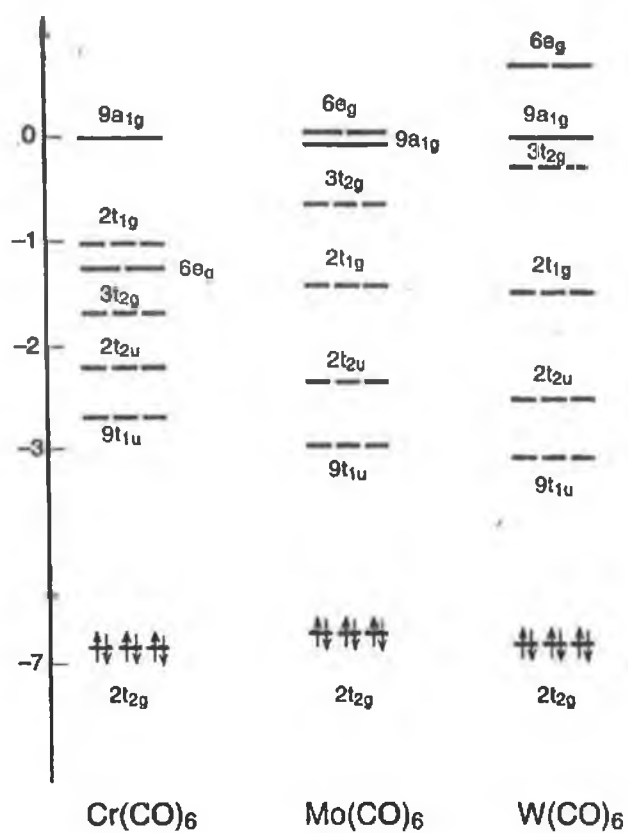 6eg
9a1g
6eg
9a1g
0
9a1g
3t2g
3t2g
2t1g
-1
2t1g
2t1g
6eg
3t2g
-2
2t2u
2t2u
2t2u
-3
9t1u
9t1u
9t1u
-7
2t2g
2t2g
2t2g
Cr(CO)6
Mo(CO)6
W(CO)6